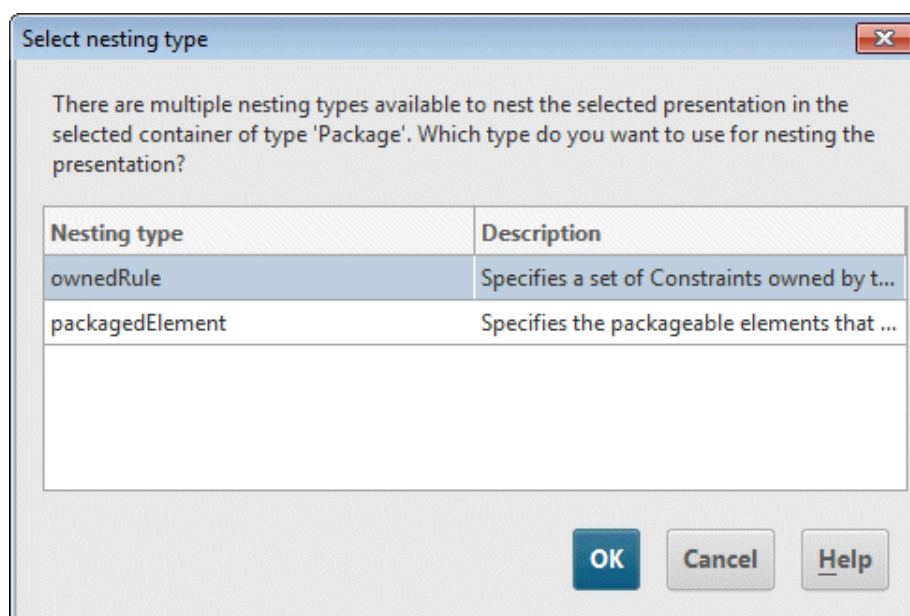 Select nesting type
There are multiple nesting types available to nest the selected presentation in the
selected container of type 'Package'. Which type do you want to use for nesting the
presentation?
Nesting type Description
ownedRule Specifies a set of Constraints owned by t...
packagedElement Specifies the packageable elements that ...
OK Cancel Help